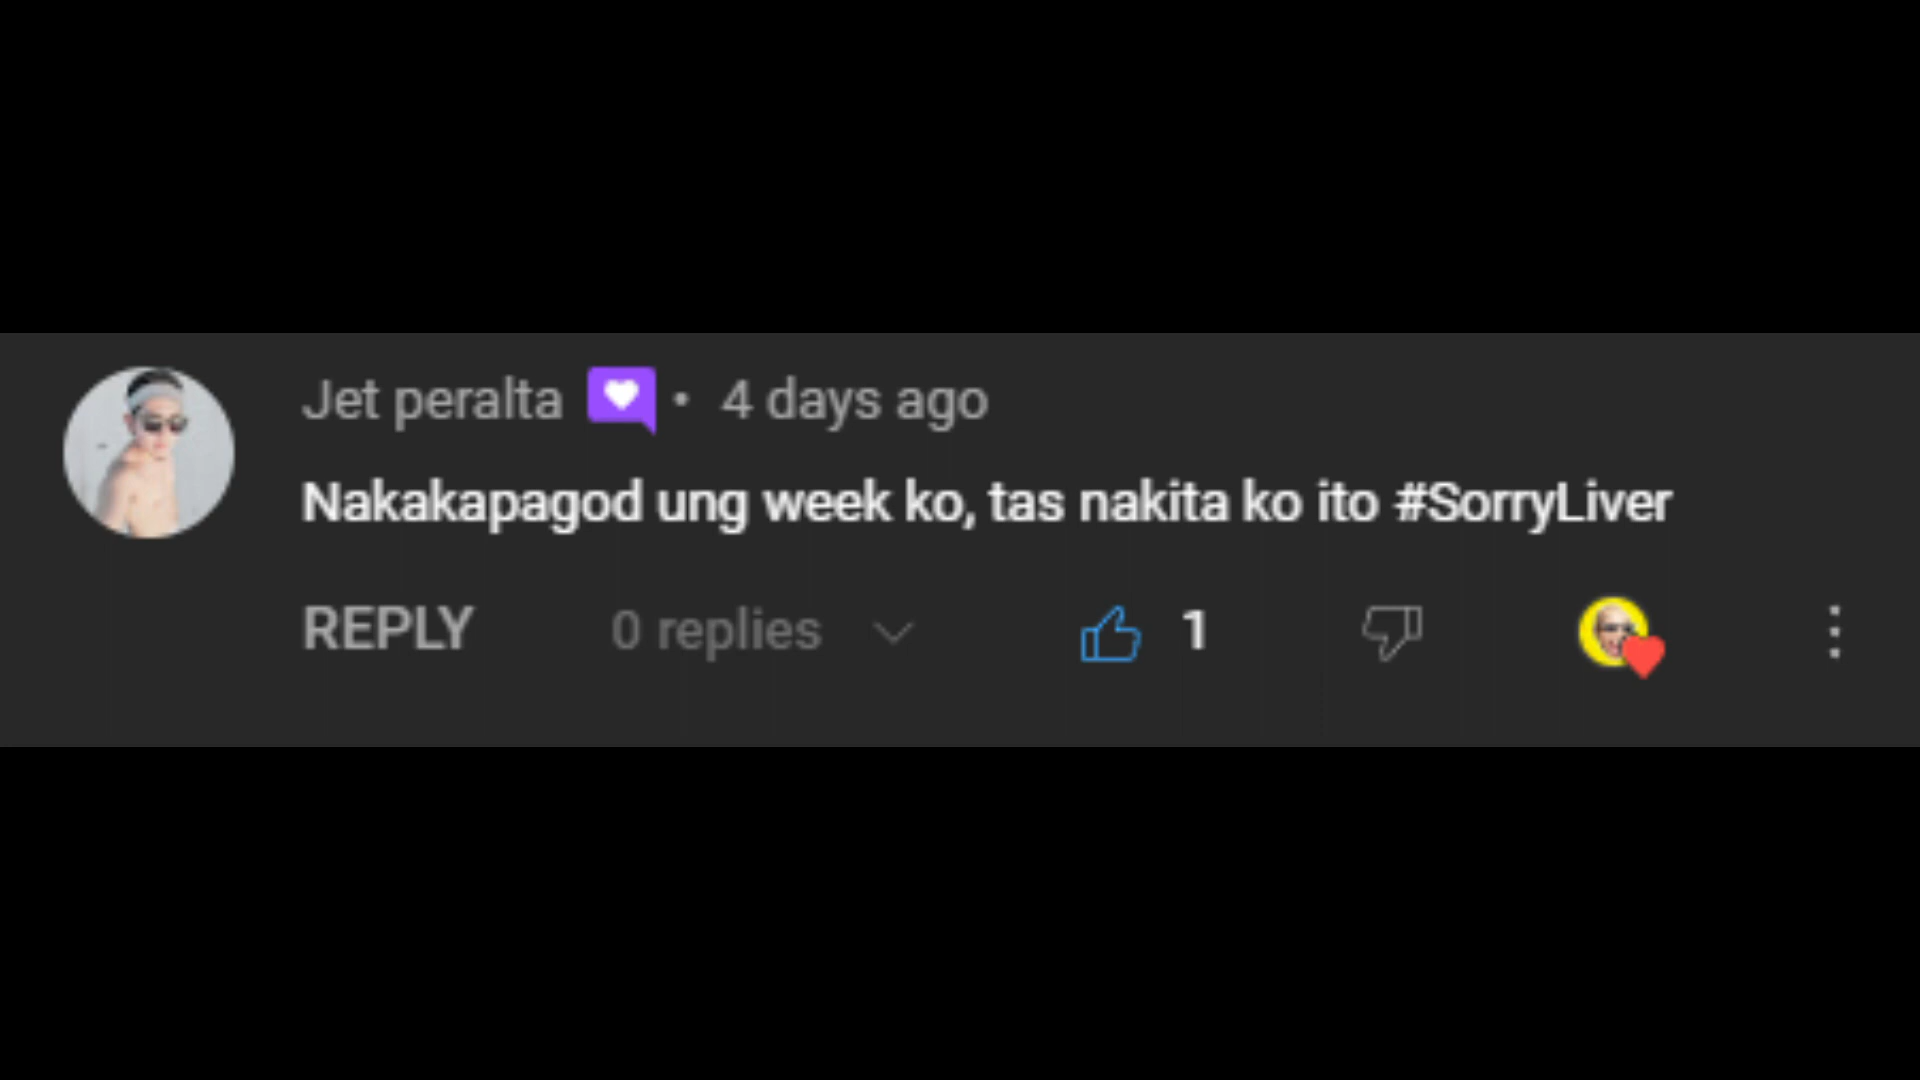 Jet peralta • 4 days ago
Nakakapagod ung week ko, tas nakita ko ito #SorryLiver
REPLY 0 replies 1